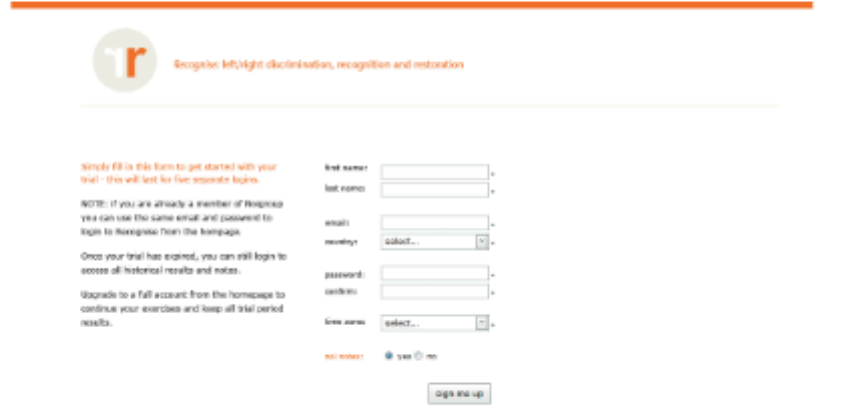 rr
Recognise: left/right discrimination, recognition and restoration
Simply fill in this form to get started with your
trial - this will last for five separate logins.
NOTE: if you are already a member of Noigroup
you can use the same email and password to
login to Recognise from the hompage.
Once your trial has expired, you can still login to
access all historical results and notes.
Upgrade to a full account from the homepage to
continue your exercises and keep all trial period
results.
first name: *
last name: *
email: *
country: select... *
password: *
confirm: *
time zone: select... *
noi notes: yes no
sign me up